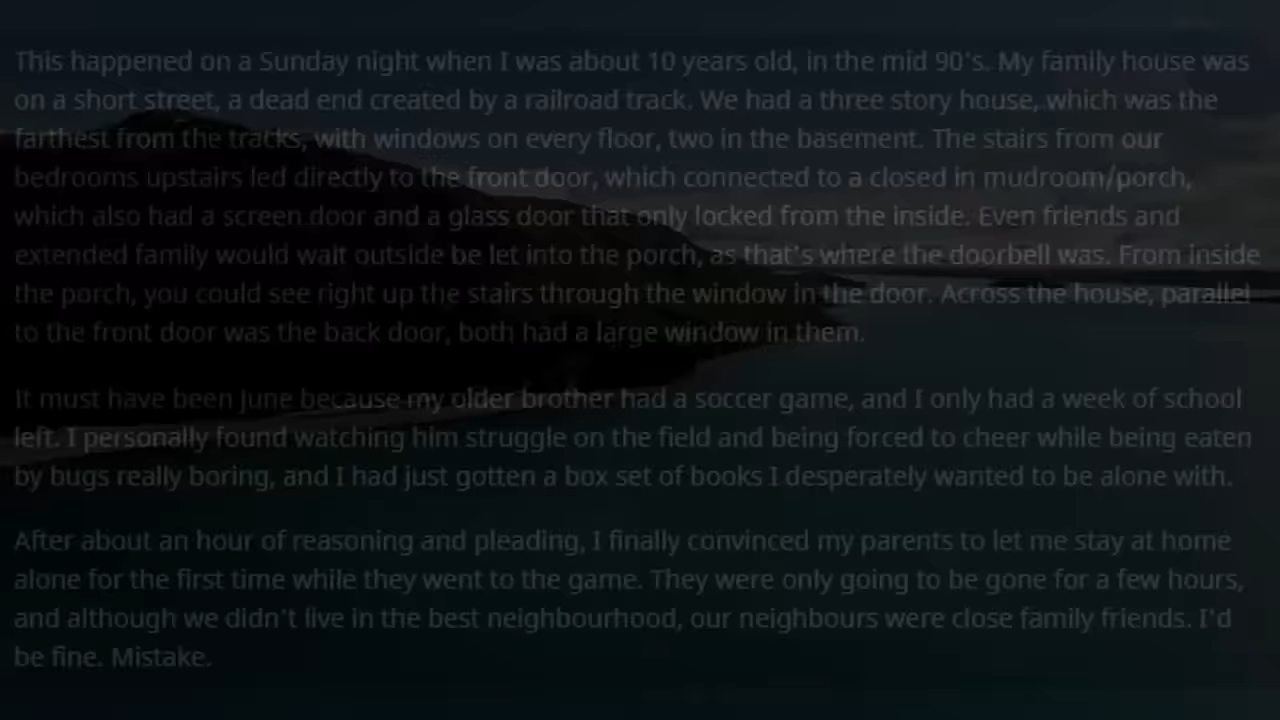 This happened on a Sunday night when I was about 10 years old, in the mid 90's. My family house was
on a short street, a dead end created by a railroad track. We had a three story house, which was the
farthest from the tracks, with windows on every floor, two in the basement. The stairs from our
bedrooms upstairs led directly to the front door, which connected to a closed in mudroom/porch,
which also had a screen door and a glass door that only locked from the inside. Even friends and
extended family would wait outside be let into the porch, as that's where the doorbell was. From inside
the porch, you could see right up the stairs through the window in the door. Across the house, parallel
to the front door was the back door, both had a large window in them.
It must have been June because my older brother had a soccer game, and I only had a week of school
left. I personally found watching him struggle on the field and being forced to cheer while being eaten
by bugs really boring, and I had just gotten a box set of books I desperately wanted to be alone with.
After about an hour of reasoning and pleading, I finally convinced my parents to let me stay at home
alone for the first time while they went to the game. They were only going to be gone for a few hours,
and although we didn't live in the best neighbourhood, our neighbours were close family friends. I'd
be fine. Mistake.